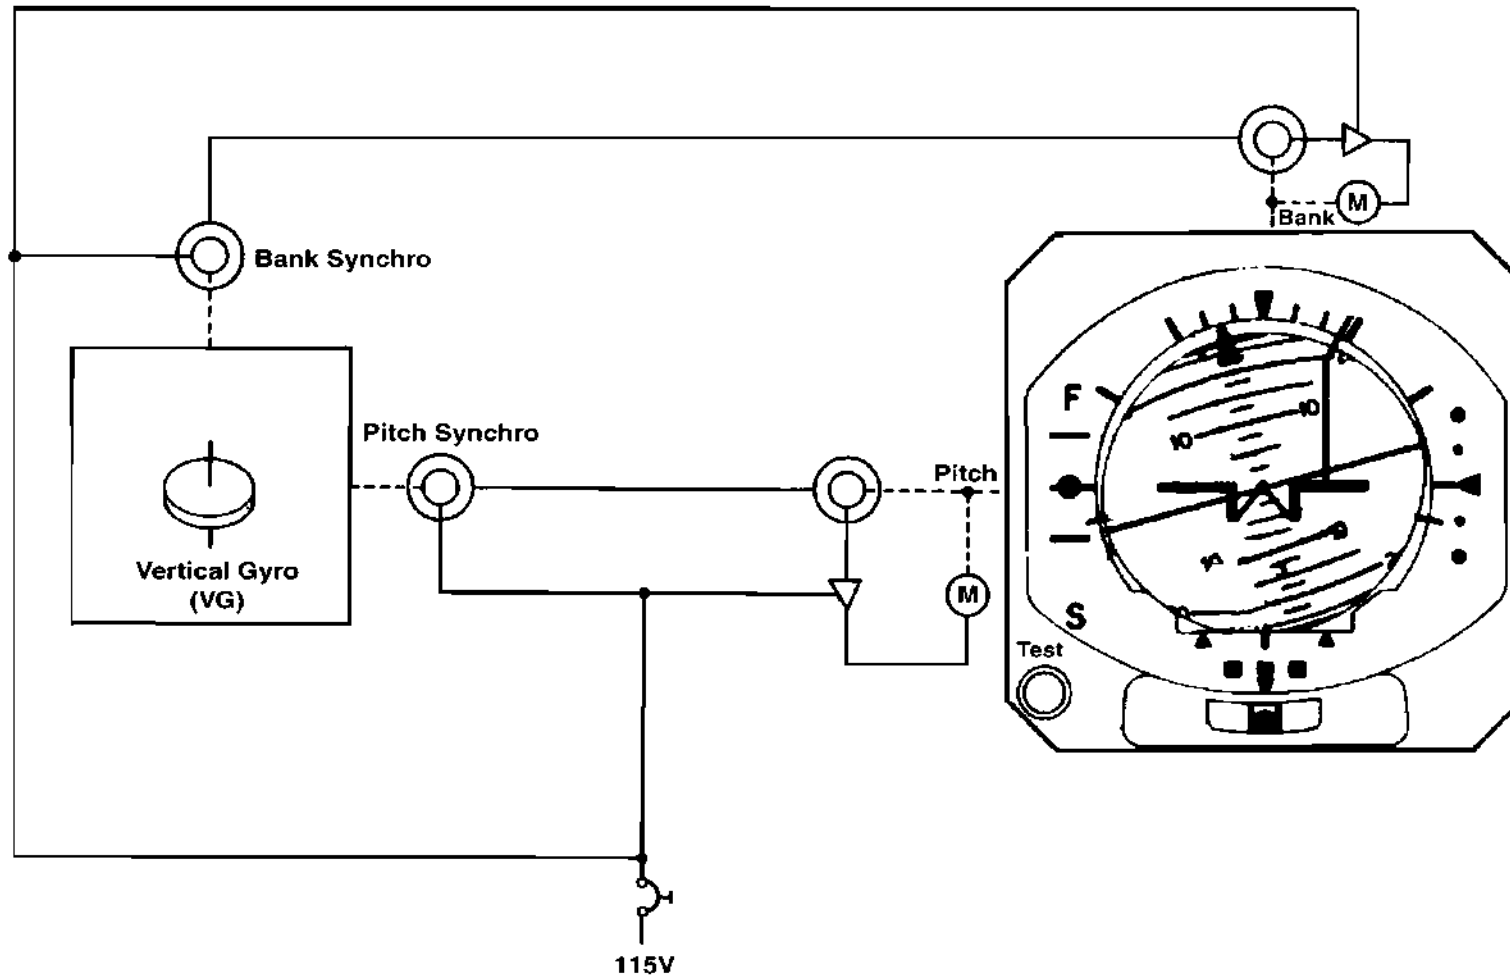 Bank
M
Bank Synchro
F
Pitch Synchro
10
10
Pitch
Vertical Gyro
(VG)
M
S
Test
115V